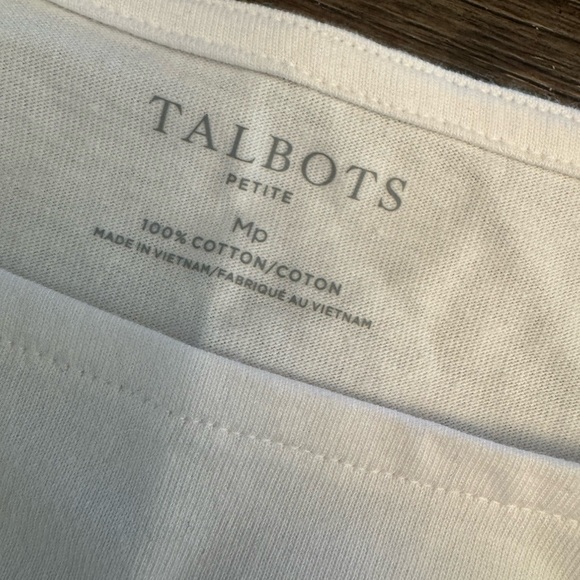 TALBOTS
PETITE
Mp
100% COTTON/COTON
MADE IN VIETNAM/FABRIQUÉ AU VIETNAM